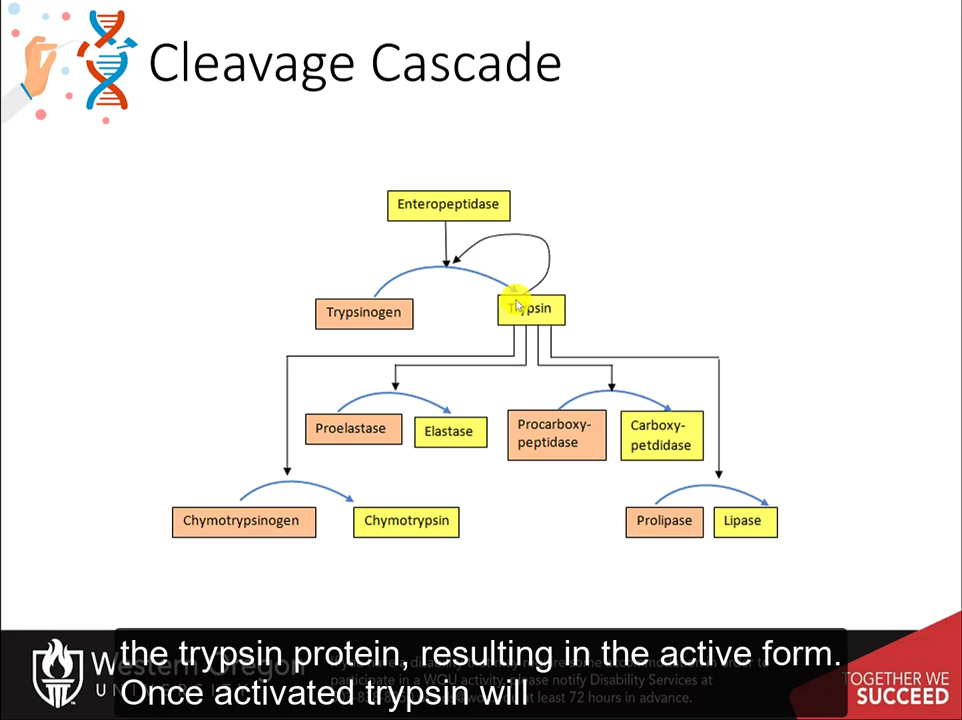 Cleavage Cascade
Enteropeptidase
Trypsinogen
Trypsin
Proelastase
Elastase
Procarboxy-
peptidase
Carboxy-
petdidase
Chymotrypsinogen
Chymotrypsin
Prolipase
Lipase
the trypsin protein, resulting in the active form.
Once activated trypsin will
Western Oregon
UNIVERSITY
participate in a WOU activity, please notify Disability Services at
at least 72 hours in advance.
TOGETHER WE
SUCCEED